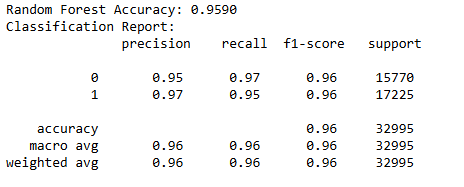 Random Forest Accuracy: 0.9590
Classification Report:
precision recall f1-score support
0 0.95 0.97 0.96 15770
1 0.97 0.95 0.96 17225
accuracy 0.96 32995
macro avg 0.96 0.96 0.96 32995
weighted avg 0.96 0.96 0.96 32995